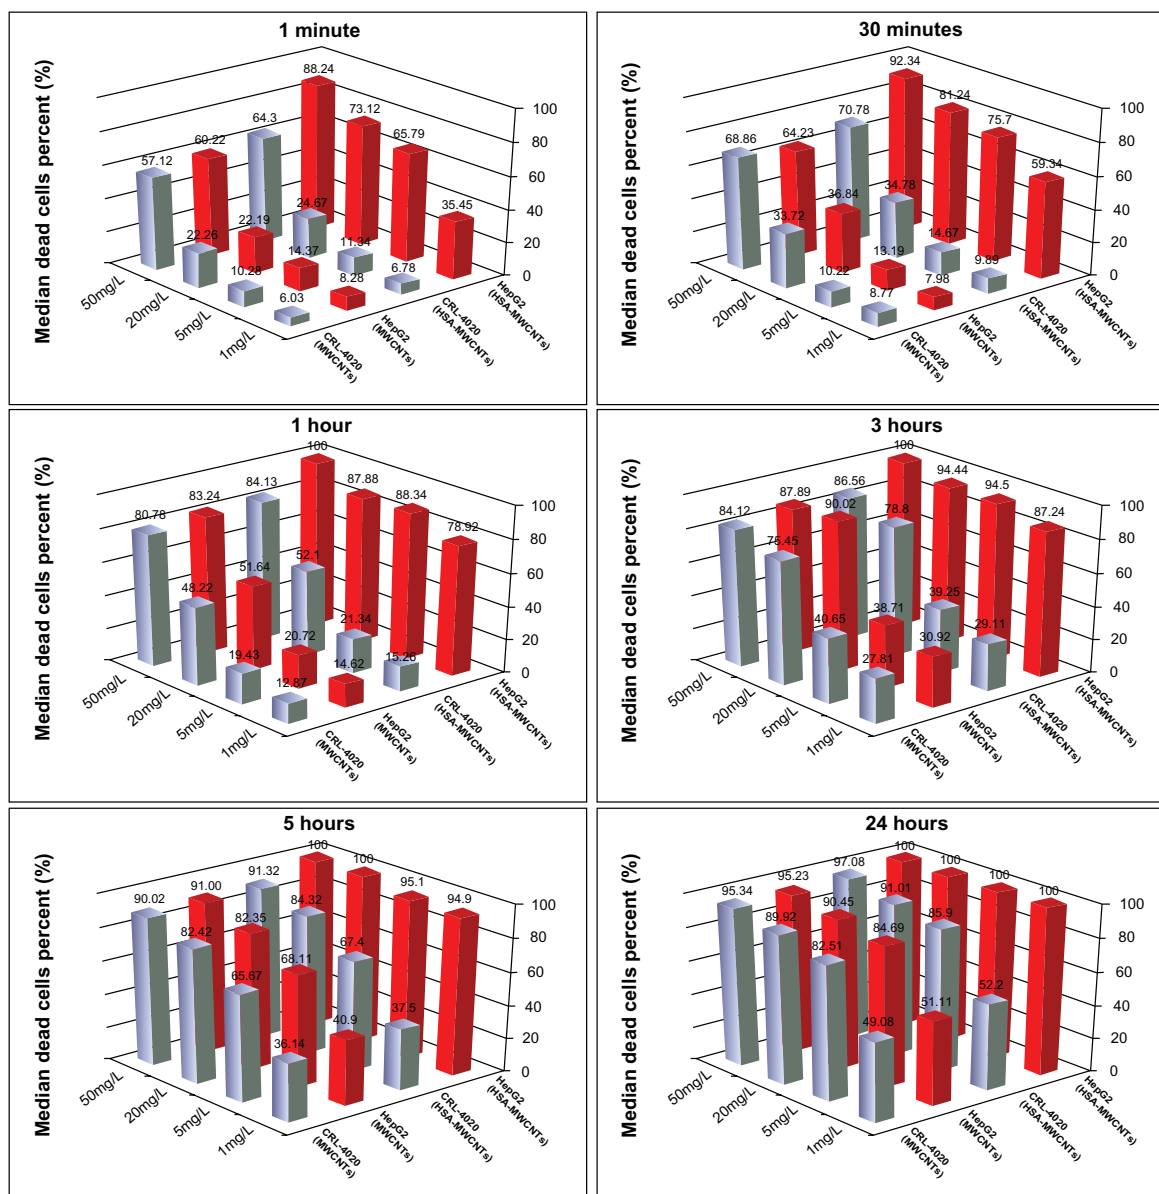 1 minute
Median dead cells percent (%)
88.24
73.12
65.79
35.45
64.3
24.67
11.34
6.78
60.22
22.19
14.37
8.28
57.12
22.26
10.28
6.03
100
80
60
40
20
0
50mg/L
20mg/L
5mg/L
1mg/L
CRL-4020
(MWCNTs)
HepG2
(MWCNTs)
CRL-4020
(HSA-MWCNTs)
HepG2
(HSA-MWCNTs)
30 minutes
Median dead cells percent (%)
92.34
81.24
75.7
59.34
70.78
34.78
14.67
9.89
64.23
36.84
13.19
7.98
68.86
33.72
10.22
8.77
100
80
60
40
20
0
50mg/L
20mg/L
5mg/L
1mg/L
CRL-4020
(MWCNTs)
HepG2
(MWCNTs)
CRL-4020
(HSA-MWCNTs)
HepG2
(HSA-MWCNTs)
1 hour
Median dead cells percent (%)
100
87.88
88.34
78.92
84.13
52.1
21.34
15.26
83.24
51.64
20.72
14.62
80.78
48.22
19.43
12.87
100
80
60
40
20
0
50mg/L
20mg/L
5mg/L
1mg/L
CRL-4020
(MWCNTs)
HepG2
(MWCNTs)
CRL-4020
(HSA-MWCNTs)
HepG2
(HSA-MWCNTs)
3 hours
Median dead cells percent (%)
100
94.44
94.5
87.24
86.56
78.8
39.25
29.11
87.89
90.02
38.71
30.92
84.12
75.45
40.65
27.81
100
80
60
40
20
0
50mg/L
20mg/L
5mg/L
1mg/L
CRL-4020
(MWCNTs)
HepG2
(MWCNTs)
CRL-4020
(HSA-MWCNTs)
HepG2
(HSA-MWCNTs)
5 hours
Median dead cells percent (%)
100
100
95.1
94.9
91.32
84.32
67.4
37.5
91.00
82.35
68.11
40.9
90.02
82.42
65.67
36.14
100
80
60
40
20
0
50mg/L
20mg/L
5mg/L
1mg/L
CRL-4020
(MWCNTs)
HepG2
(MWCNTs)
CRL-4020
(HSA-MWCNTs)
HepG2
(HSA-MWCNTs)
24 hours
Median dead cells percent (%)
100
100
100
100
97.08
91.01
85.9
52.2
95.23
90.45
84.69
51.11
95.34
89.92
82.51
49.08
100
80
60
40
20
0
50mg/L
20mg/L
5mg/L
1mg/L
CRL-4020
(MWCNTs)
HepG2
(MWCNTs)
CRL-4020
(HSA-MWCNTs)
HepG2
(HSA-MWCNTs)